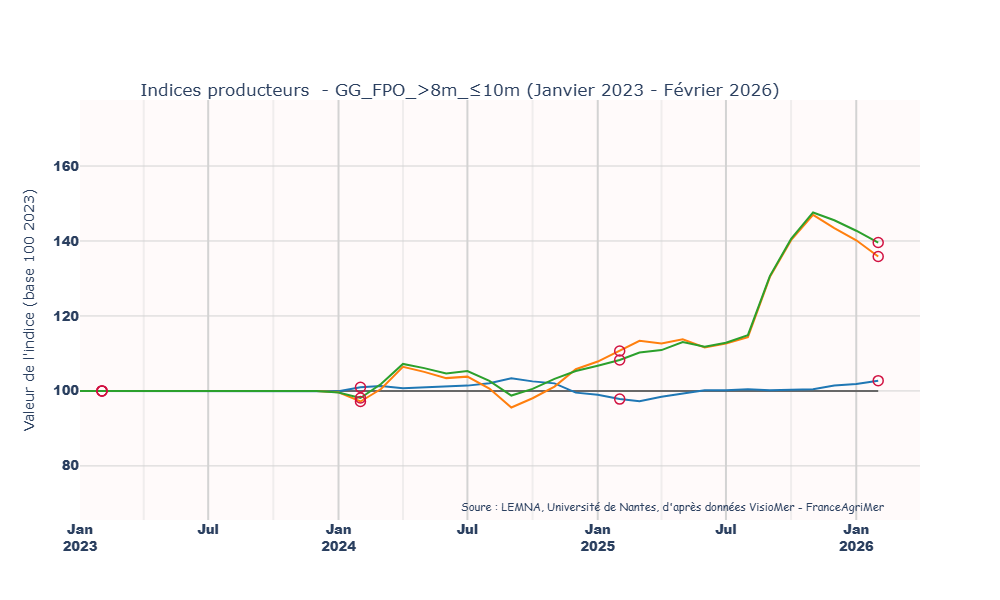 Indices producteurs - GG_FPO_>8m_≤10m (Janvier 2023 - Février 2026)
Valeur de l'indice (base 100 2023)
160
140
120
100
80
Soure : LEMNA, Université de Nantes, d'après données VisioMer - FranceAgriMer
Jan Jul Jan Jul Jan Jul Jan
2023 2024 2025 2026